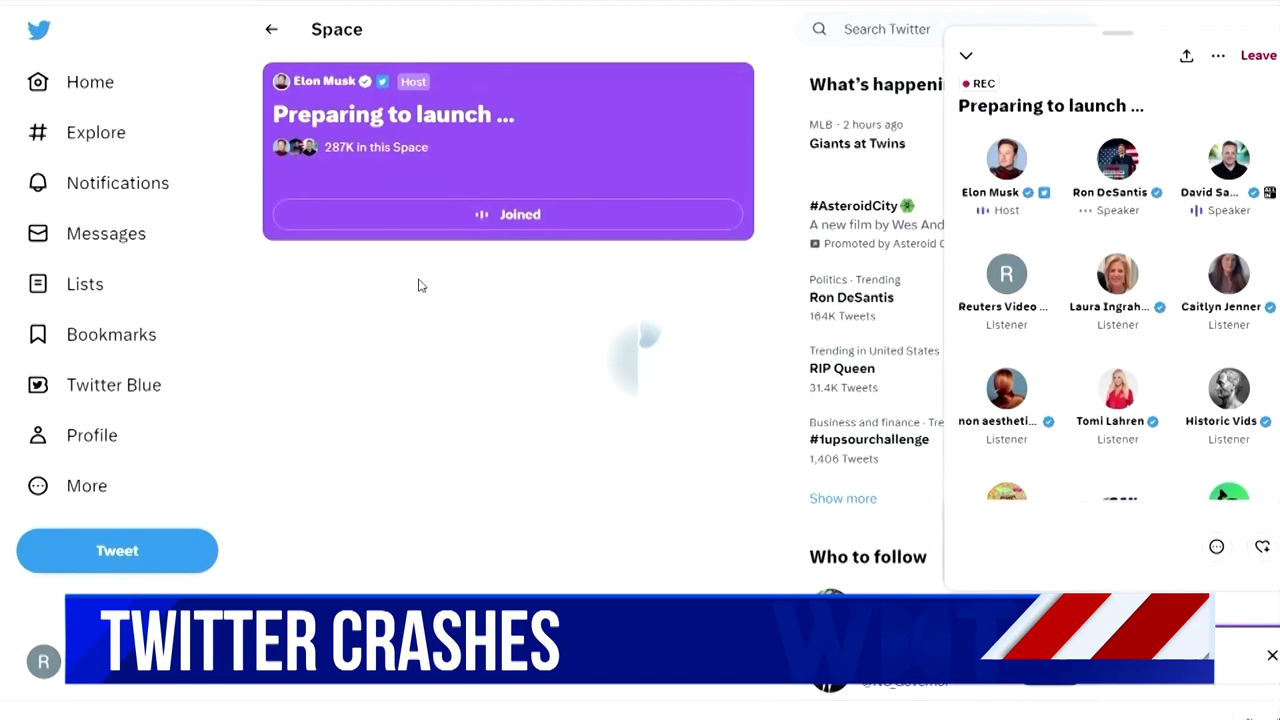 Home
Explore
Notifications
Messages
Lists
Bookmarks
Twitter Blue
Profile
More
Tweet
R
Space
Elon Musk Host
Preparing to launch ...
287K in this Space
Joined
Search Twitter
What's happeni
MLB · 2 hours ago
Giants at Twins
#AsteroidCity
A new film by Wes And
Promoted by Asteroid C
Politics · Trending
Ron DeSantis
164K Tweets
Trending in United States
RIP Queen
31.4K Tweets
Business and finance · Tre
#1upsourchallenge
1,406 Tweets
Show more
Who to follow
Leave
REC
Preparing to launch ...
Elon Musk Ron DeSantis David Sa...
Host Speaker Speaker
R
Reuters Video ... Laura Ingrah... Caitlyn Jenner
Listener Listener Listener
non aestheti... Tomi Lahren Historic Vids
Listener Listener Listener
TWITTER CRASHES